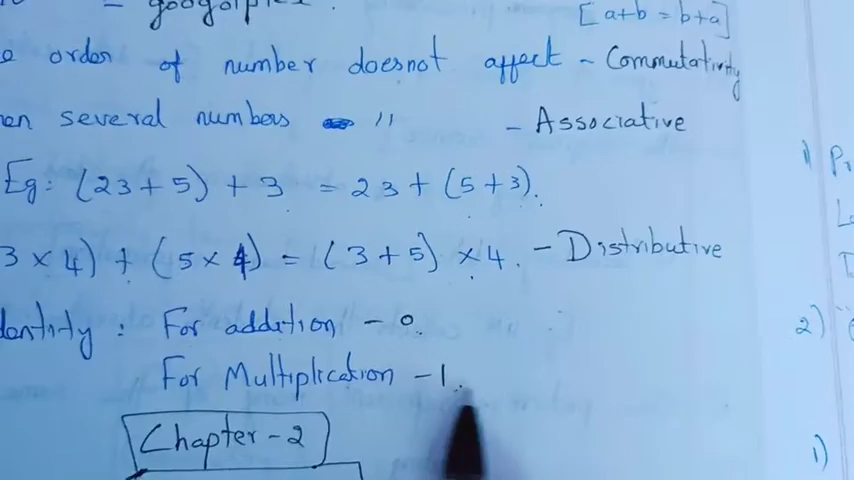 = googolplex.
[a+b = b+a]
order of number doesnot affect - Commutativity
several numbers " - Associative
Eg: (23+5) + 3 = 23 + (5+3).
3 × 4) + (5 × 4) = (3 + 5) × 4. - Distributive
: For addition - 0.
For Multiplication - 1.
Chapter - 2
1)
2)
1)